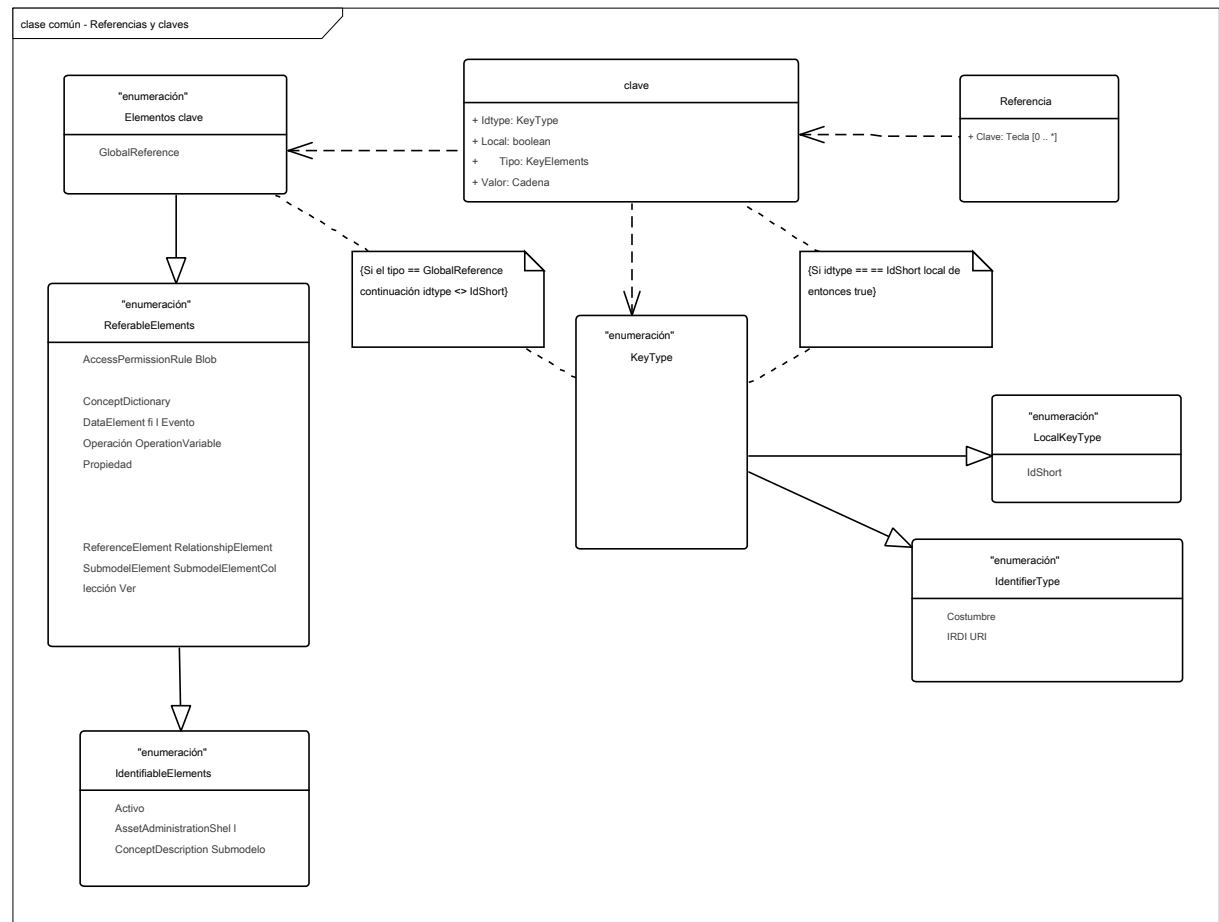 clase común - Referencias y claves
"enumeración"
Elementos clave
GlobalReference
clave
+ Idtype: KeyType
+ Local: boolean
+ Tipo: KeyElements
+ Valor: Cadena
Referencia
+ Clave: Tecla [0 .. *]
{Si el tipo == GlobalReference
continuación idtype <> IdShort}
{Si idtype == == IdShort local de
entonces true}
"enumeración"
ReferableElements
AccessPermissionRule Blob
ConceptDictionary
DataElement fi l Evento
Operación OperationVariable
Propiedad
ReferenceElement RelationshipElement
SubmodelElement SubmodelElementCol
lección Ver
"enumeración"
KeyType
"enumeración"
LocalKeyType
IdShort
"enumeración"
IdentifierType
Costumbre
IRDI URI
"enumeración"
IdentifiableElements
Activo
AssetAdministrationShel l
ConceptDescription Submodelo